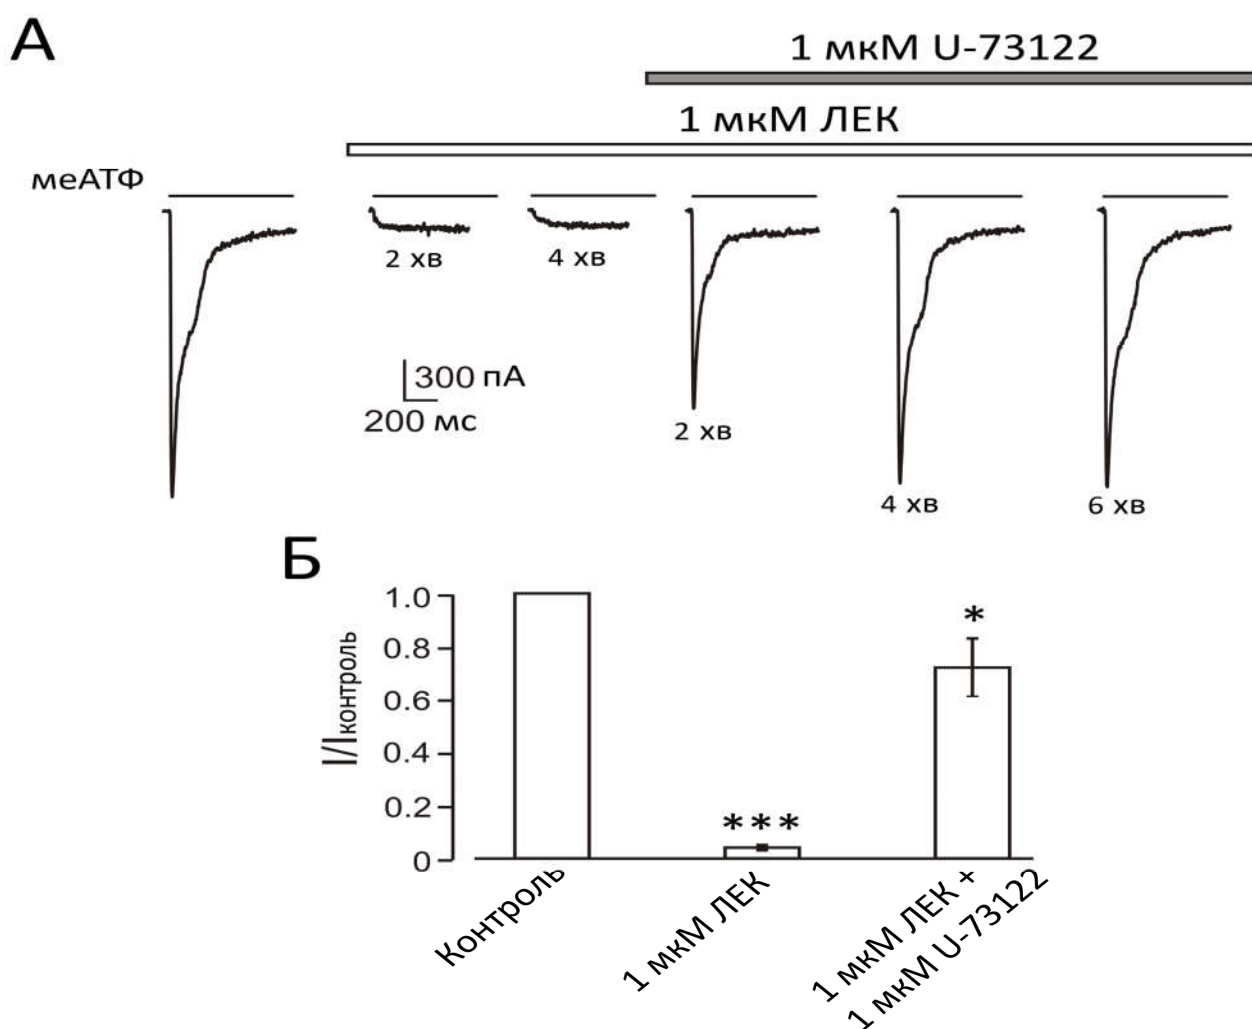 А
1 мкМ U-73122
1 мкМ ЛЕК
меАТФ
2 хв
4 хв
300 пА
200 мс
2 хв
4 хв
6 хв
Б
I/Iконтроль
1.0
0.8
0.6
0.4
0.2
0
***
*
Контроль
1 мкМ ЛЕК
1 мкМ ЛЕК +
1 мкМ U-73122